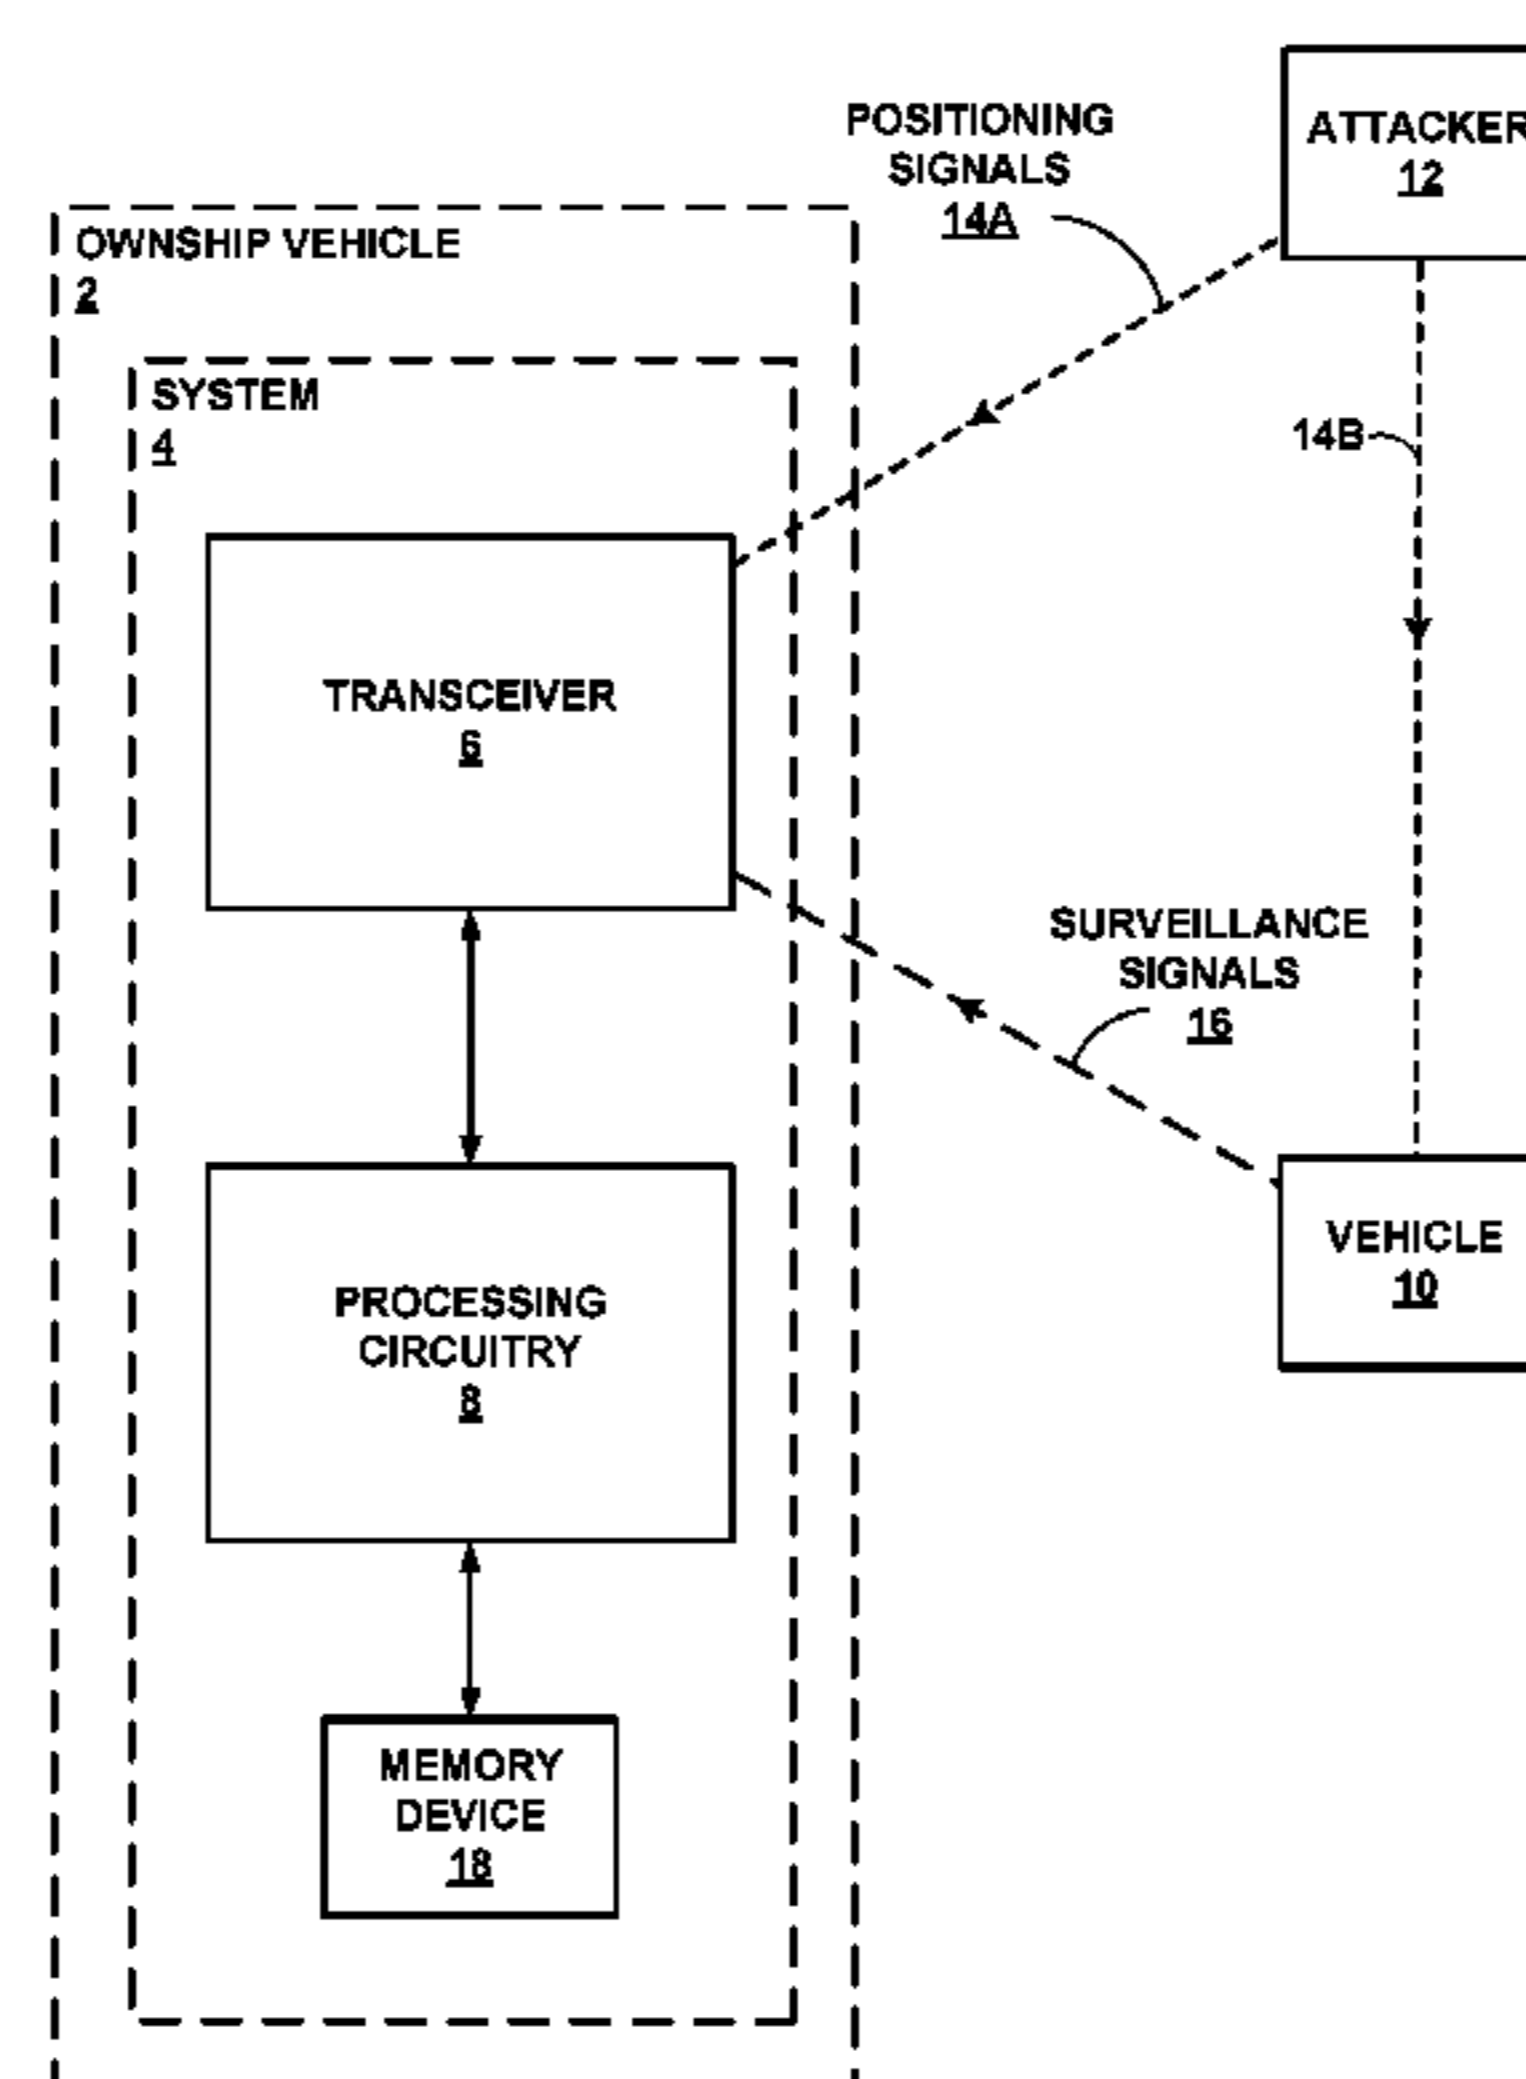 POSITIONING
SIGNALS
14A
ATTACKER
12
OWNSHIP VEHICLE
2
SYSTEM
4
14B
TRANSCEIVER
6
SURVEILLANCE
SIGNALS
16
VEHICLE
10
PROCESSING
CIRCUITRY
8
MEMORY
DEVICE
18